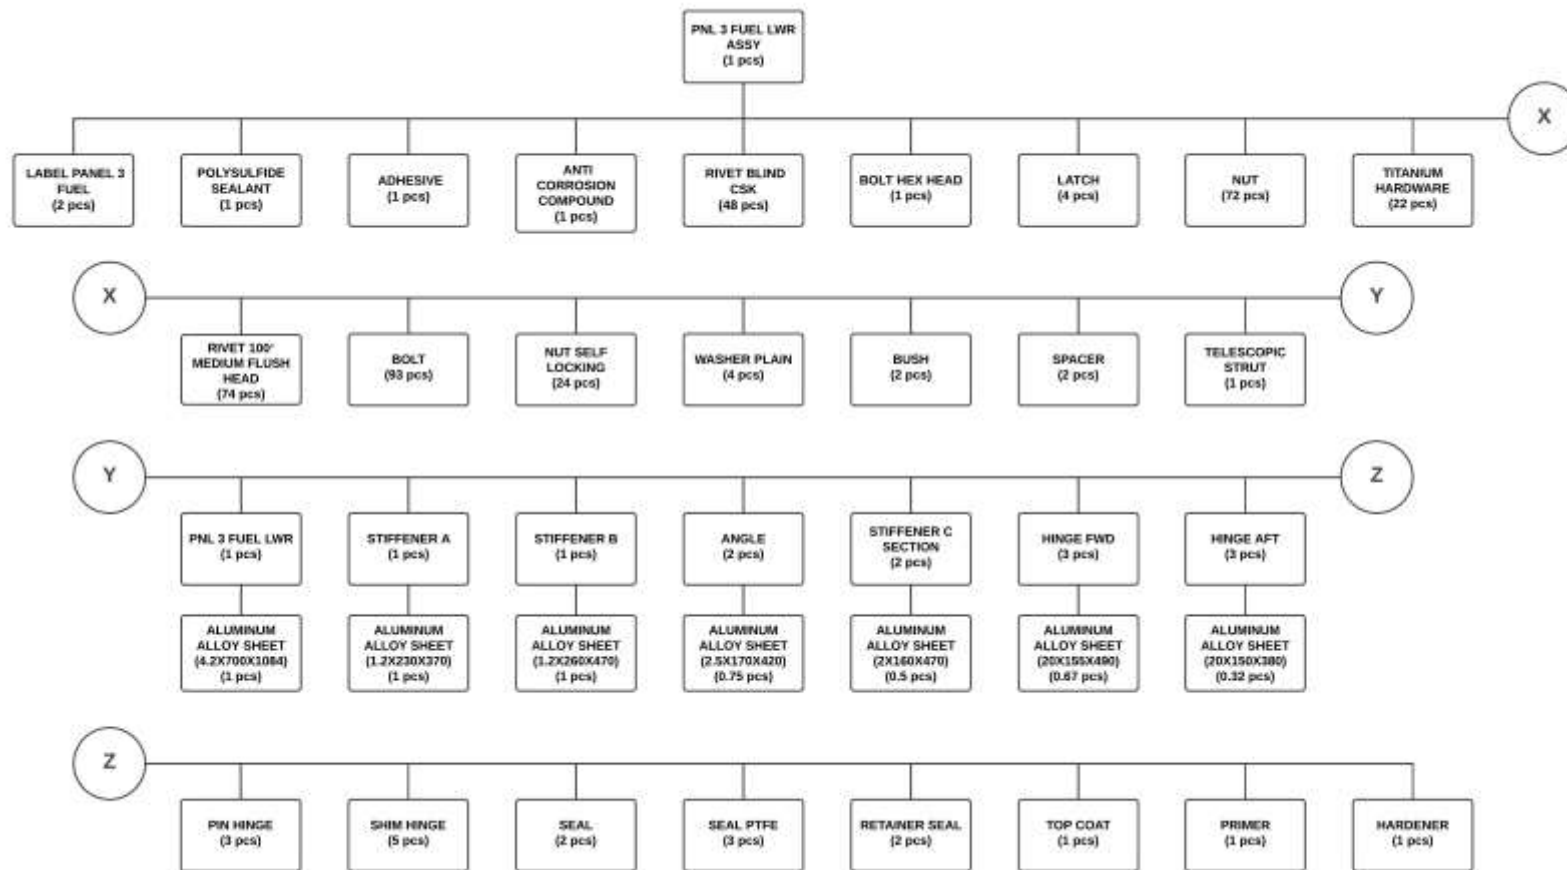 PNL 3 FUEL LWR
ASSY
(1 pcs)
X
LABEL PANEL 3
FUEL
(2 pcs)
POLYSULFIDE
SEALANT
(1 pcs)
ADHESIVE
(1 pcs)
ANTI
CORROSION
COMPOUND
(1 pcs)
RIVET BLIND
CSK
(48 pcs)
BOLT HEX HEAD
(1 pcs)
LATCH
(4 pcs)
NUT
(72 pcs)
TITANIUM
HARDWARE
(22 pcs)
X
Y
RIVET 100°
MEDIUM FLUSH
HEAD
(74 pcs)
BOLT
(93 pcs)
NUT SELF
LOCKING
(24 pcs)
WASHER PLAIN
(4 pcs)
BUSH
(2 pcs)
SPACER
(2 pcs)
TELESCOPIC
STRUT
(1 pcs)
Y
Z
PNL 3 FUEL LWR
(1 pcs)
STIFFENER A
(1 pcs)
STIFFENER B
(1 pcs)
ANGLE
(2 pcs)
STIFFENER C
SECTION
(2 pcs)
HINGE FWD
(3 pcs)
HINGE AFT
(3 pcs)
ALUMINUM
ALLOY SHEET
(4.2X700X1084)
(1 pcs)
ALUMINUM
ALLOY SHEET
(1.2X230X370)
(1 pcs)
ALUMINUM
ALLOY SHEET
(1.2X260X470)
(1 pcs)
ALUMINUM
ALLOY SHEET
(2.5X170X420)
(0.75 pcs)
ALUMINUM
ALLOY SHEET
(2X160X470)
(0.5 pcs)
ALUMINUM
ALLOY SHEET
(20X155X490)
(0.67 pcs)
ALUMINUM
ALLOY SHEET
(20X150X380)
(0.32 pcs)
Z
PIN HINGE
(3 pcs)
SHIM HINGE
(5 pcs)
SEAL
(2 pcs)
SEAL PTFE
(3 pcs)
RETAINER SEAL
(2 pcs)
TOP COAT
(1 pcs)
PRIMER
(1 pcs)
HARDENER
(1 pcs)